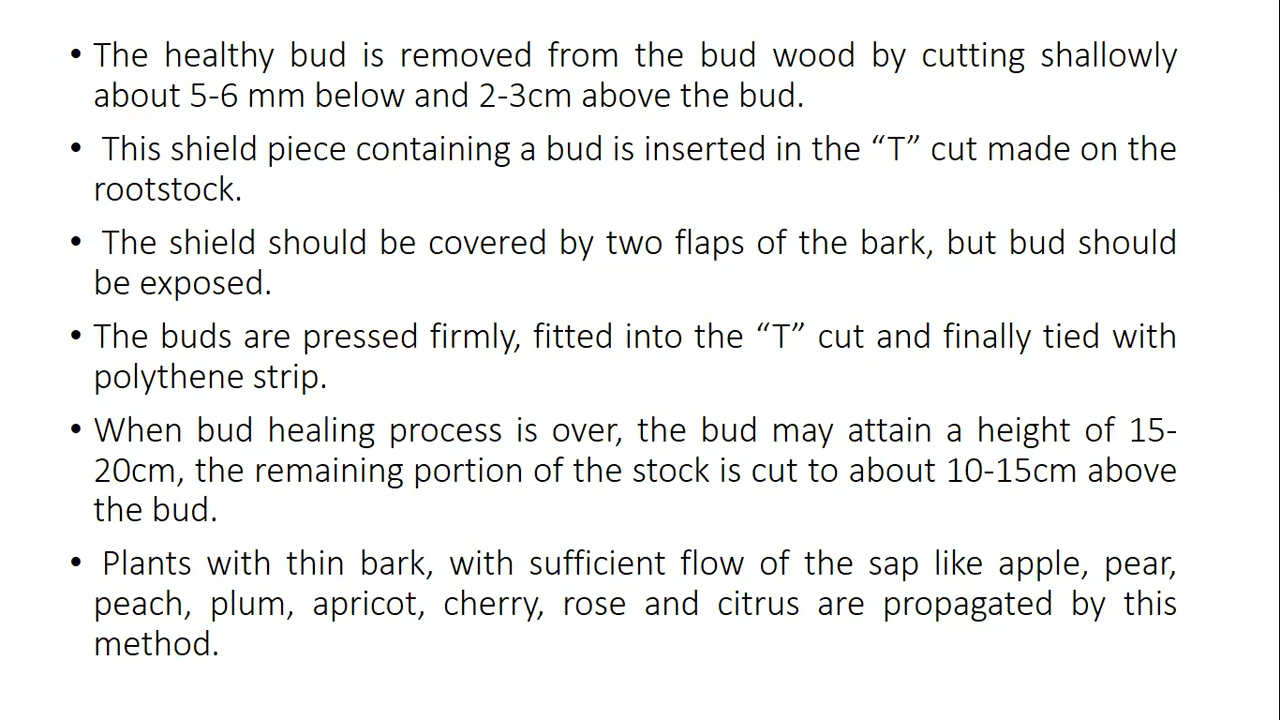 • The healthy bud is removed from the bud wood by cutting shallowly
about 5-6 mm below and 2-3cm above the bud.
• This shield piece containing a bud is inserted in the “T” cut made on the
rootstock.
• The shield should be covered by two flaps of the bark, but bud should
be exposed.
• The buds are pressed firmly, fitted into the “T” cut and finally tied with
polythene strip.
• When bud healing process is over, the bud may attain a height of 15-
20cm, the remaining portion of the stock is cut to about 10-15cm above
the bud.
• Plants with thin bark, with sufficient flow of the sap like apple, pear,
peach, plum, apricot, cherry, rose and citrus are propagated by this
method.